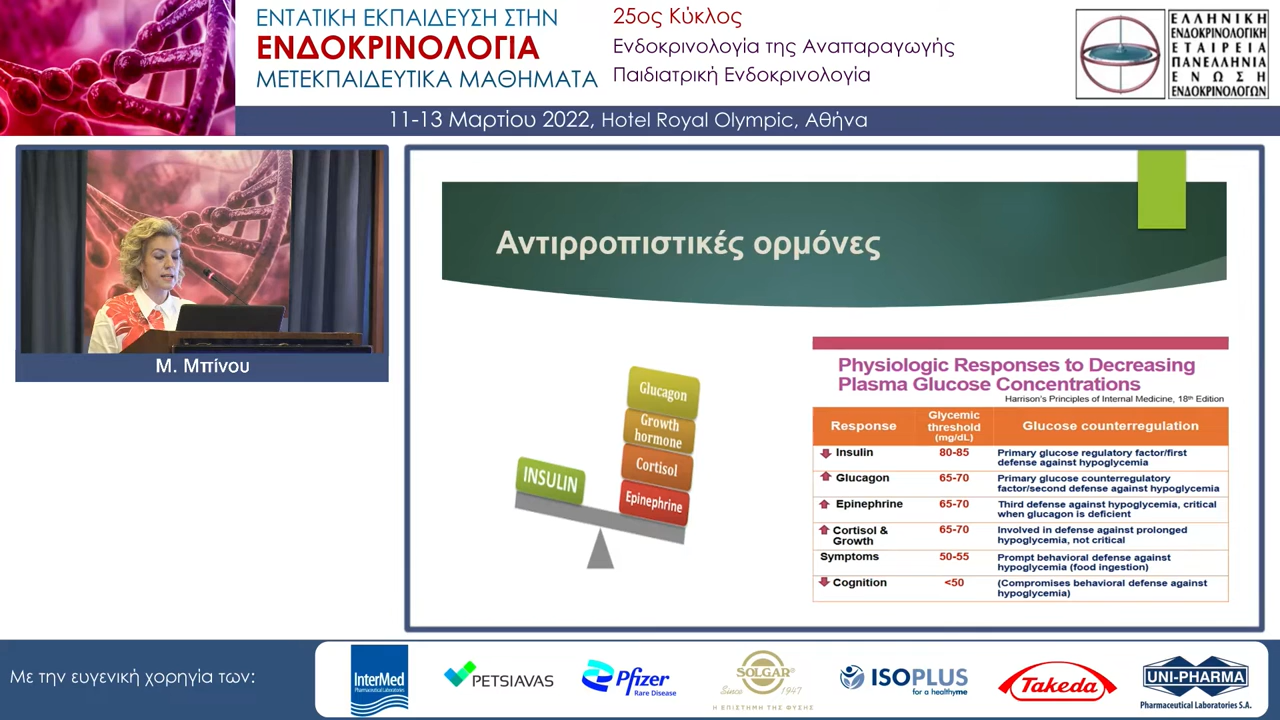 ΕΝΤΑΤΙΚΗ ΕΚΠΑΙΔΕΥΣΗ ΣΤΗΝ
ΕΝΔΟΚΡΙΝΟΛΟΓΙΑ
ΜΕΤΕΚΠΑΙΔΕΥΤΙΚΑ ΜΑΘΗΜΑΤΑ
25ος Κύκλος
Ενδοκρινολογία της Αναπαραγωγής
Παιδιατρική Ενδοκρινολογία
ΕΛΛΗΝΙΚΗ
ΕΝΔΟΚΡΙΝΟΛΟΓΙΚΗ
ΕΤΑΙΡΕΙΑ
ΠΑΝΕΛΛΗΝΙΑ
ΕΝΩΣΗ
ΕΝΔΟΚΡΙΝΟΛΟΓΩΝ
11-13 Μαρτίου 2022, Hotel Royal Olympic, Αθήνα
Μ. Μπίνου
Αντιρροπιστικές ορμόνες
Glucagon
Growth
hormone
Cortisol
Epinephrine
INSULIN
Physiologic Responses to Decreasing
Plasma Glucose Concentrations
Harrison's Principles of Internal Medicine, 18th Edition
Response
Glycemic
threshold
(mg/dL)
Glucose counterregulation
Insulin
80-85
Primary glucose regulatory factor/first
defense against hypoglycemia
Glucagon
65-70
Primary glucose counterregulatory
factor/second defense against hypoglycemia
Epinephrine
65-70
Third defense against hypoglycemia, critical
when glucagon is deficient
Cortisol &
Growth
65-70
Involved in defense against prolonged
hypoglycemia, not critical
Symptoms
50-55
Prompt behavioral defense against
hypoglycemia (food ingestion)
Cognition
<50
(Compromises behavioral defense against
hypoglycemia)
Με την ευγενική χορηγία των:
InterMed
Pharmaceutical Laboratories
PETSIAVAS
Pfizer
Rare Disease
SOLGAR®
Since 1947
Η ΕΠΙΣΤΗΜΗ ΤΗΣ ΦΥΣΗΣ
ISOPLUS
for a healthyme
Takeda
UNI-PHARMA
Pharmaceutical Laboratories S.A.